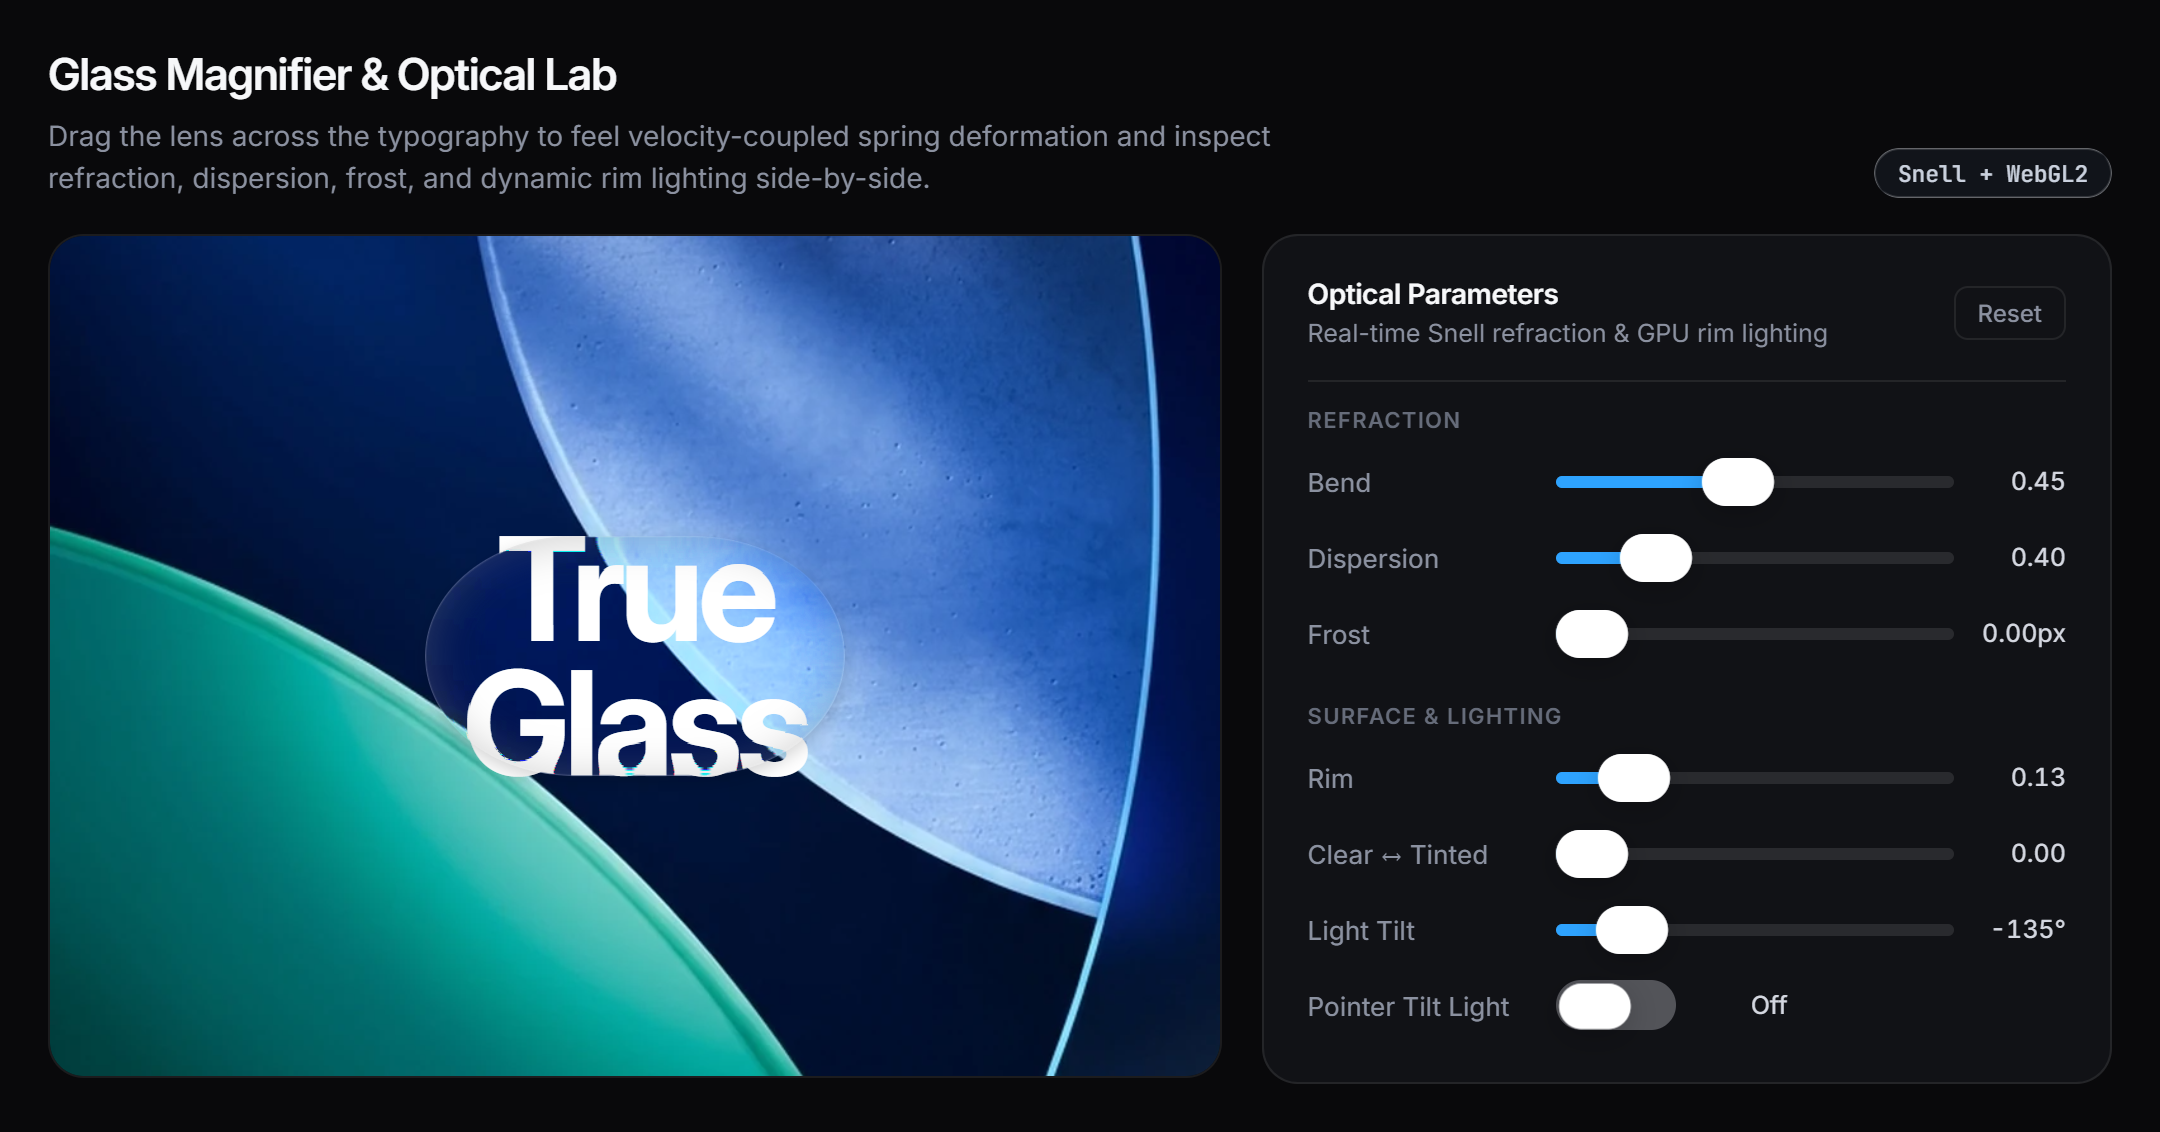 Glass Magnifier & Optical Lab
Drag the lens across the typography to feel velocity-coupled spring deformation and inspect
refraction, dispersion, frost, and dynamic rim lighting side-by-side.
Snell + WebGL2
True
Glass
Optical Parameters
Real-time Snell refraction & GPU rim lighting
Reset
REFRACTION
Bend 0.45
Dispersion 0.40
Frost 0.00px
SURFACE & LIGHTING
Rim 0.13
Clear ↔ Tinted 0.00
Light Tilt -135°
Pointer Tilt Light Off